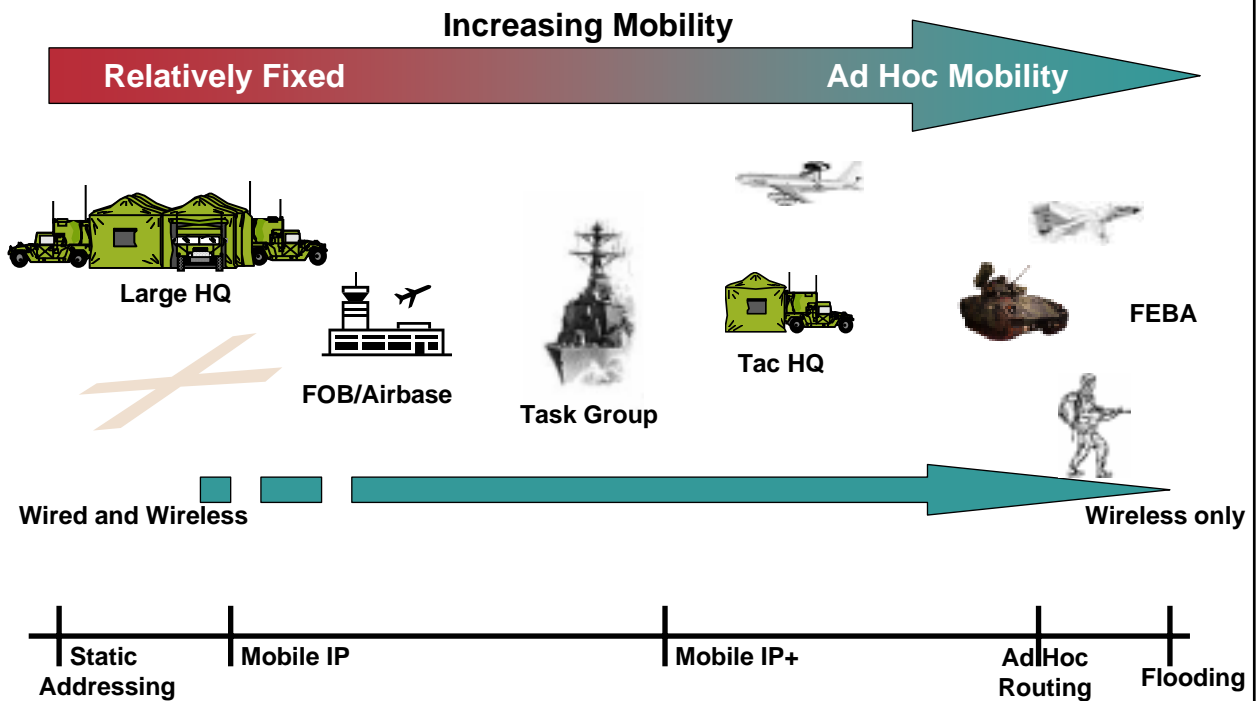 Increasing Mobility
Relatively Fixed
Ad Hoc Mobility
Large HQ
FOB/Airbase
Task Group
Tac HQ
FEBA
Wired and Wireless
Wireless only
Static
Addressing
Mobile IP
Mobile IP+
Ad Hoc
Routing
Flooding